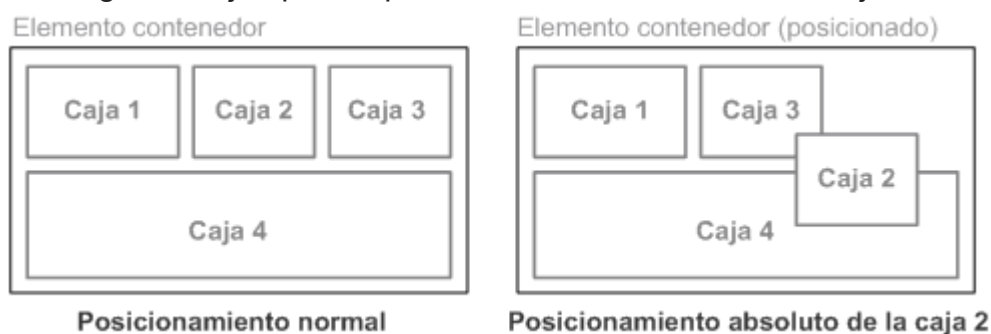 Elemento contenedor
Caja 1
Caja 2
Caja 3
Caja 4
Posicionamiento normal
Elemento contenedor (posicionado)
Caja 1
Caja 3
Caja 2
Caja 4
Posicionamiento absoluto de la caja 2